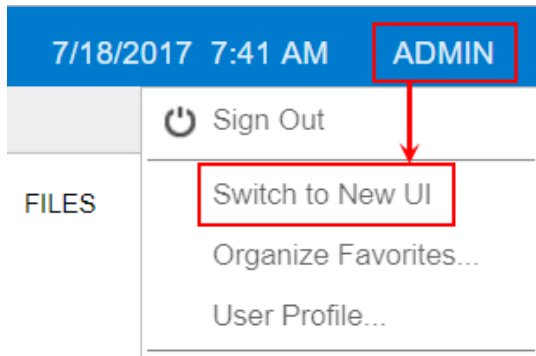 7/18/2017 7:41 AM ADMIN
Sign Out
FILES
Switch to New UI
Organize Favorites...
User Profile...